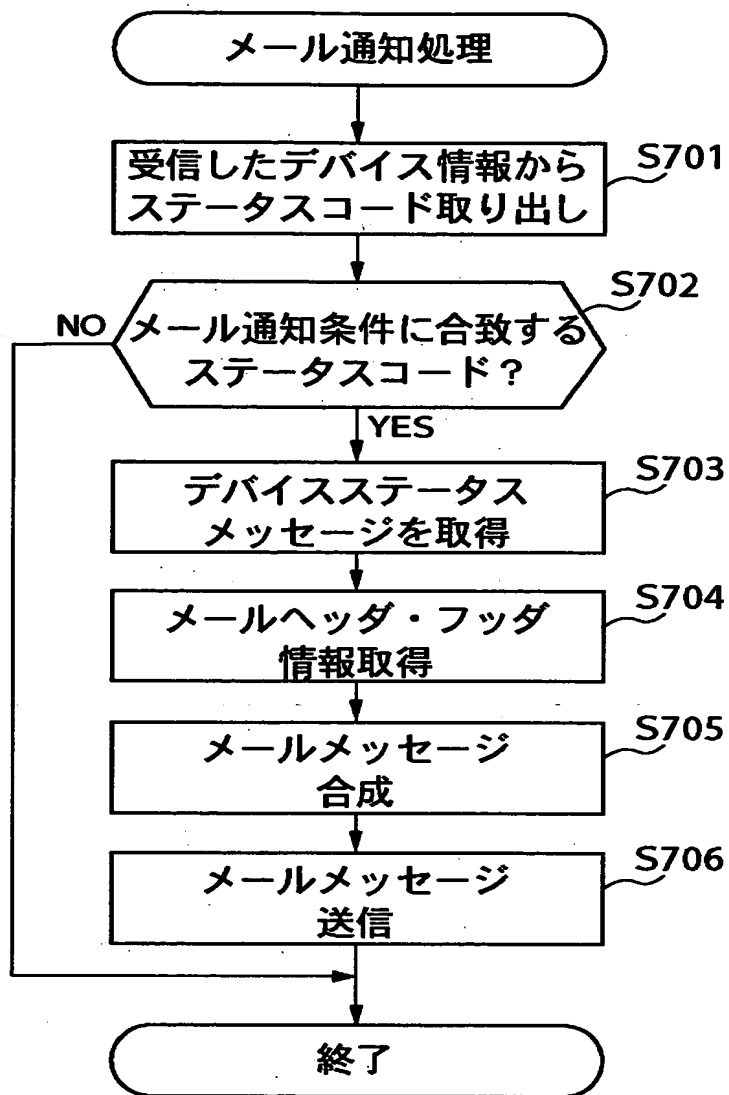 メール通知処理
受信したデバイス情報から
ステータスコード取り出し
S701
メール通知条件に合致する
ステータスコード？
S702
NO
YES
デバイスステータス
メッセージを取得
S703
メールヘッダ・フッダ
情報取得
S704
メールメッセージ
合成
S705
メールメッセージ
送信
S706
終了